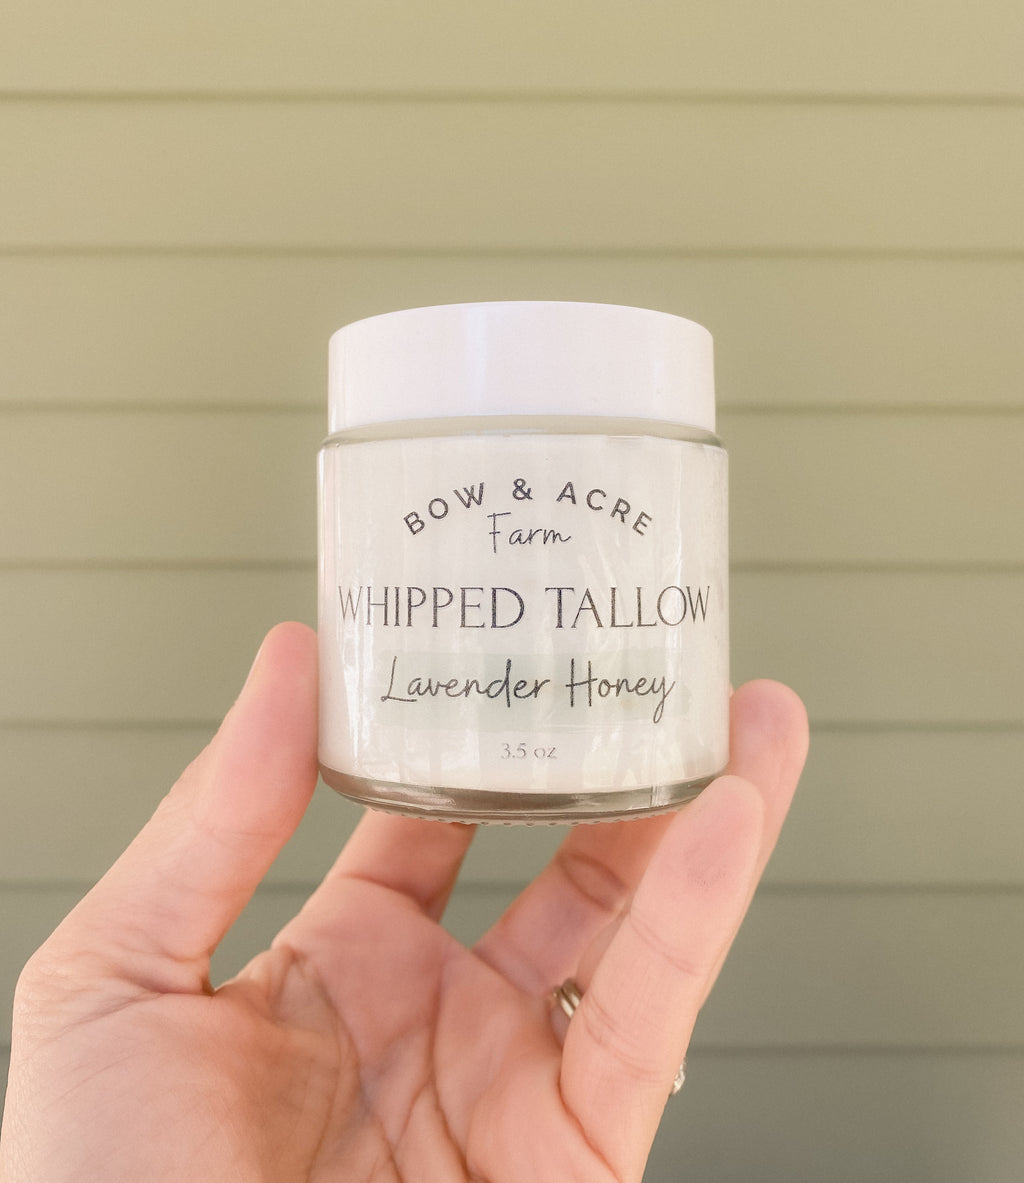 BOW & ACRE
Farm
WHIPPED TALLOW
Lavender Honey
3.5 oz